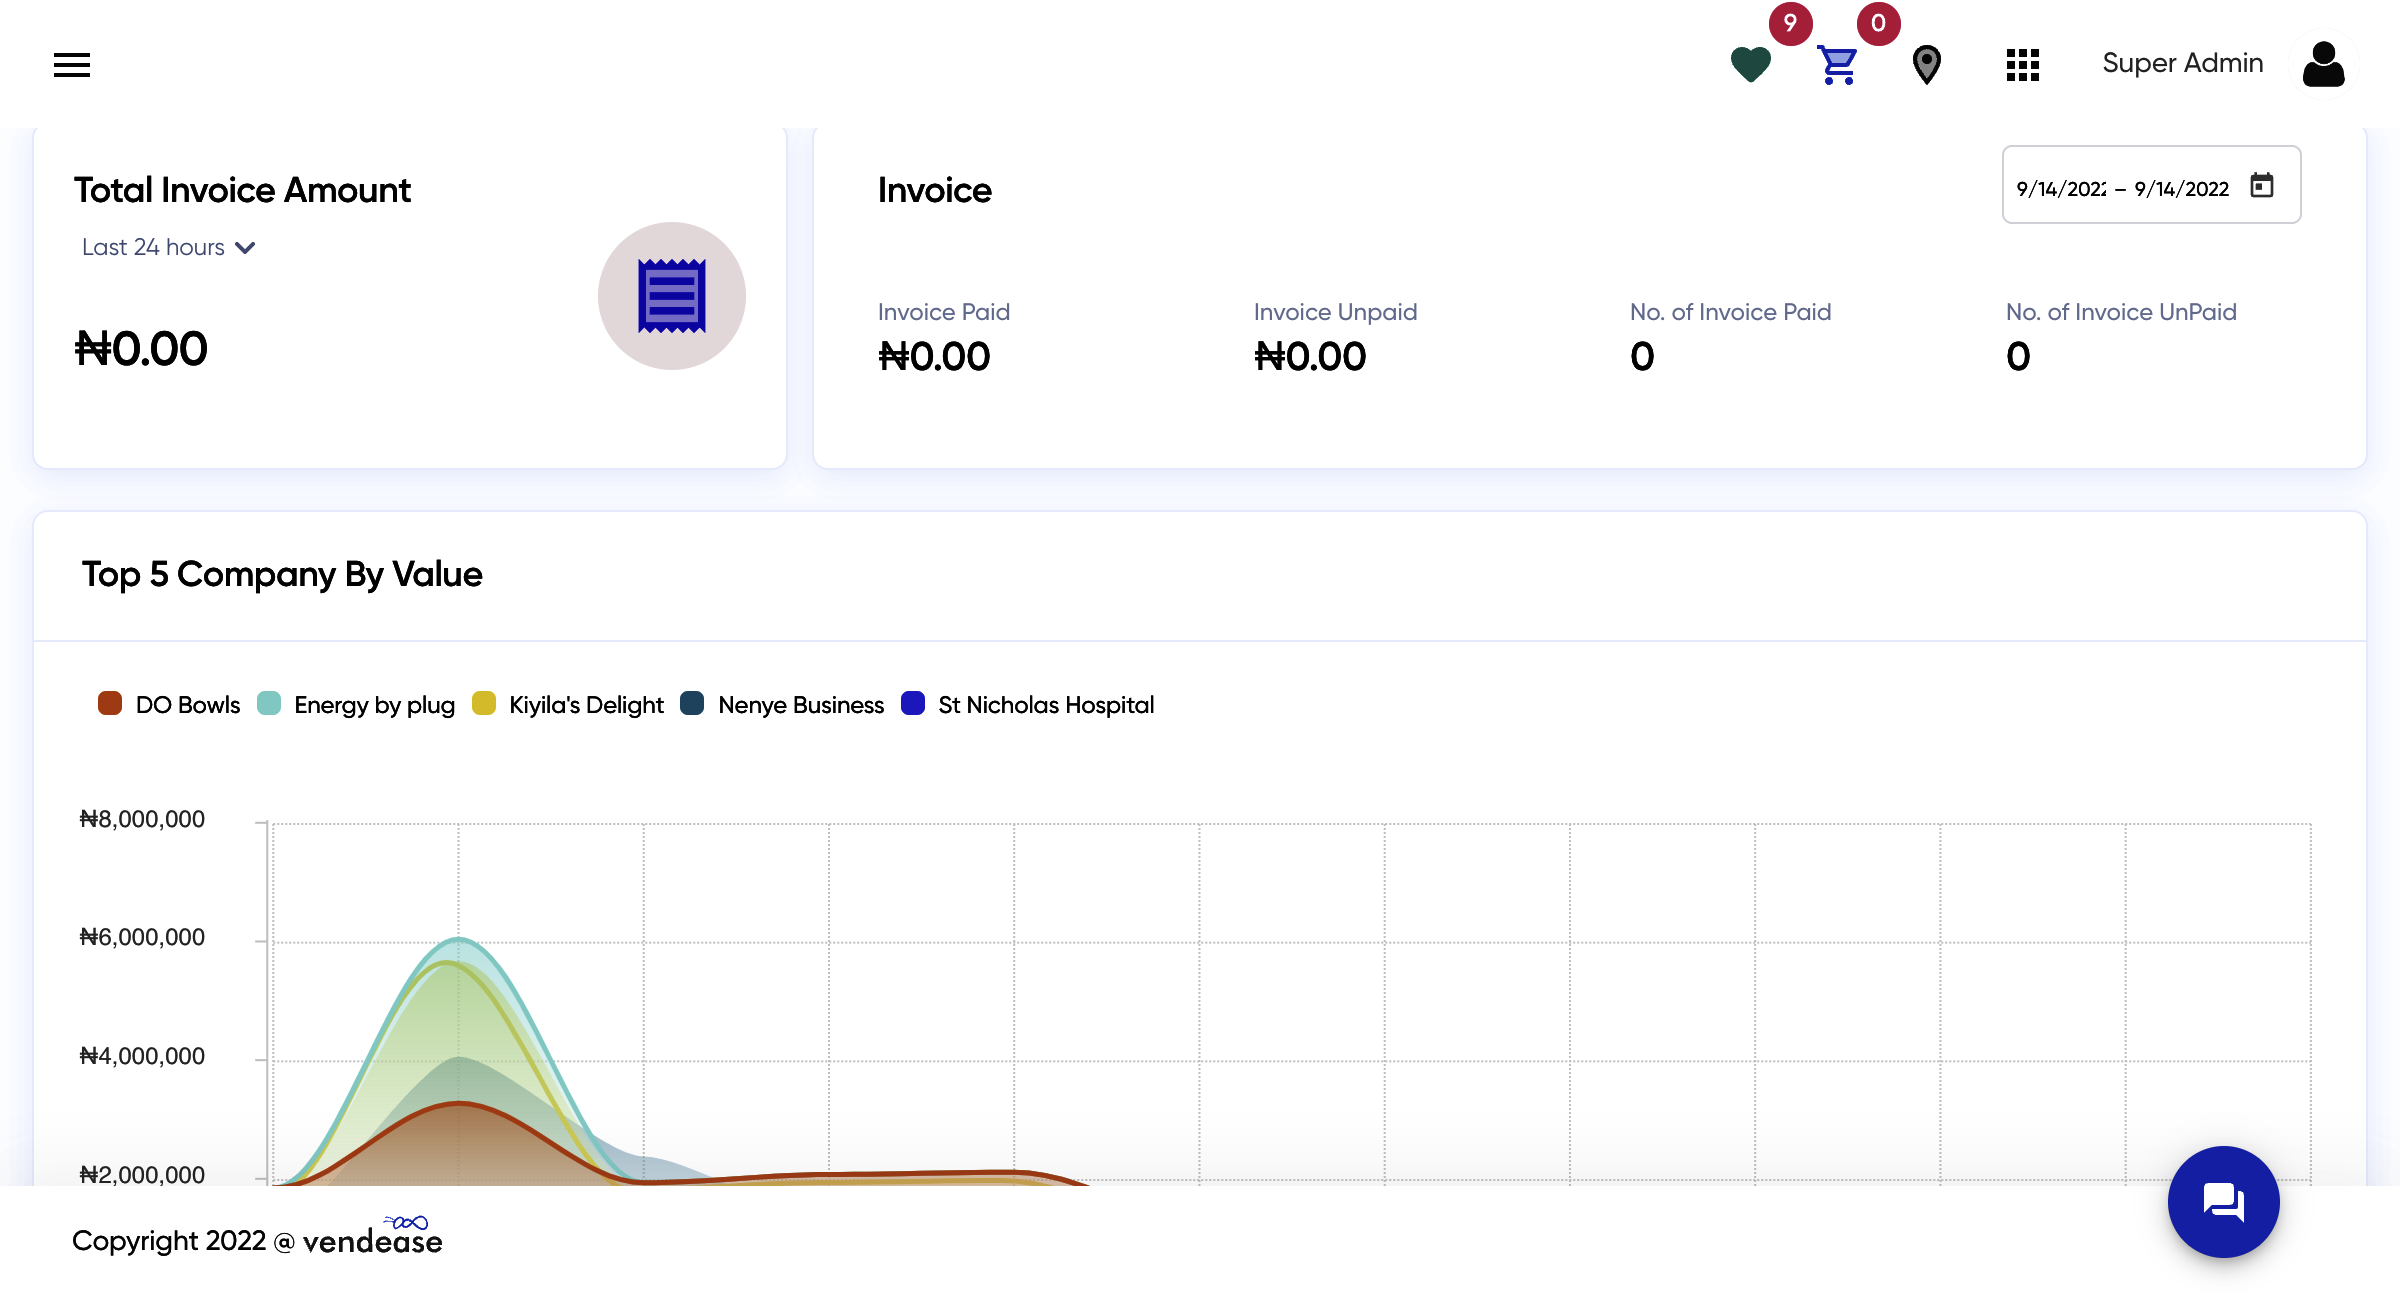 9
0
Super Admin
Total Invoice Amount
Last 24 hours
₦0.00
Invoice
9/14/2022 – 9/14/2022
Invoice Paid
₦0.00
Invoice Unpaid
₦0.00
No. of Invoice Paid
0
No. of Invoice UnPaid
0
Top 5 Company By Value
DO Bowls Energy by plug Kiyila's Delight Nenye Business St Nicholas Hospital
₦8,000,000
₦6,000,000
₦4,000,000
₦2,000,000
Copyright 2022 @ vendease